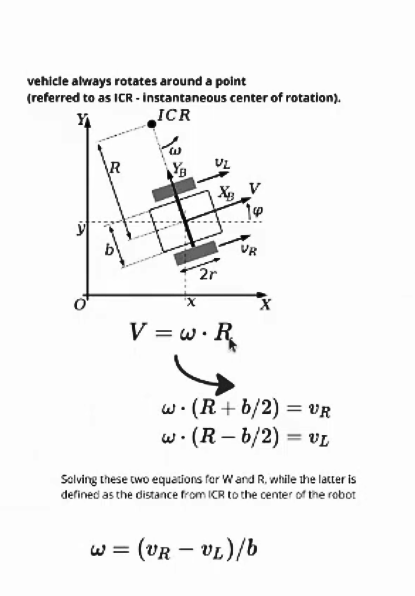 vehicle always rotates around a point
(referred to as ICR - instantaneous center of rotation).
Y
ICR
ω
R
Y_B
v_L
X_B
V
φ
y
b
v_R
2r
O
x
X
V = ω · R
ω · (R + b/2) = v_R
ω · (R − b/2) = v_L
Solving these two equations for W and R, while the latter is
defined as the distance from ICR to the center of the robot
ω = (v_R − v_L)/b